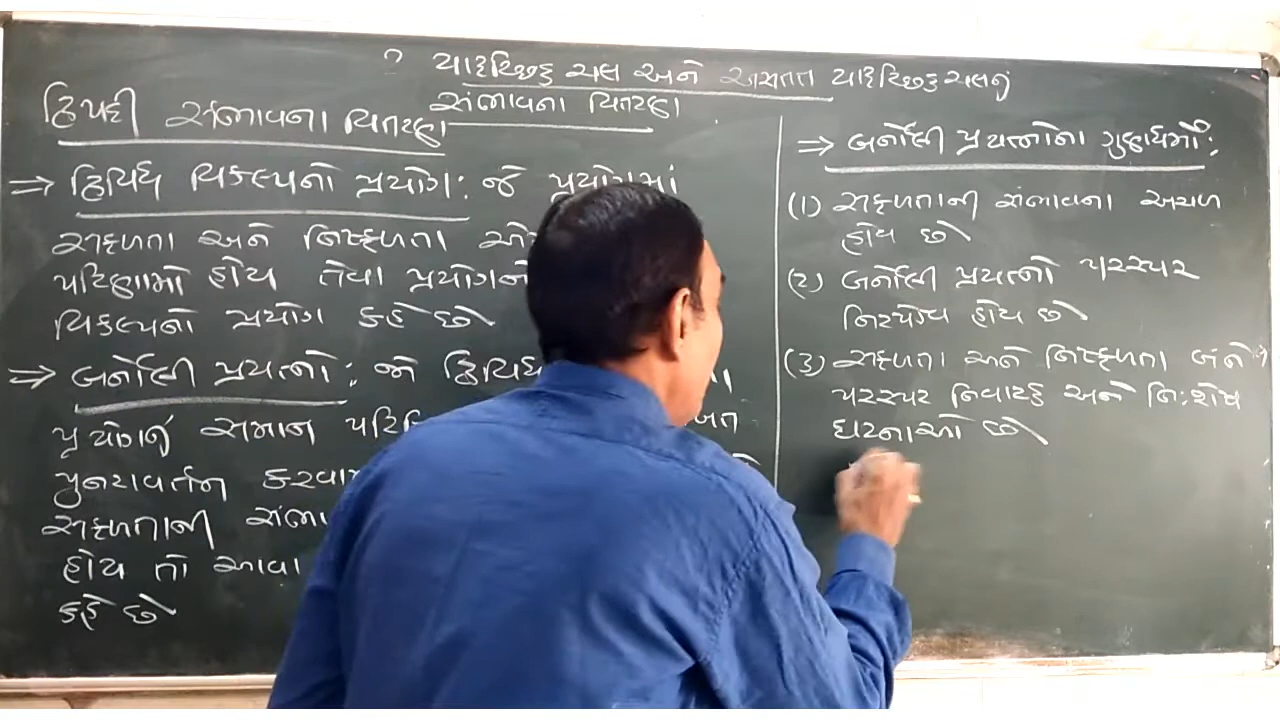 ? યાદૈચ્છિક ચલ અને અસતત યાદૈચ્છિક ચલનું
સંભાવના વિતરણ
દ્વિપદી સંભાવના વિતરણ
⇒ દ્વિવિધ વિકલ્પનો પ્રયોગ: જે પ્રયોગમાં
સફળતા અને નિષ્ફળતા
પરિણામો હોય તેવા પ્રયોગને
વિકલ્પનો પ્રયોગ કહે છે
⇒ બર્નોલી પ્રયત્નો: જો દ્વિવિધ
પ્રયોગનું સમાન
પુનરાવર્તન
સફળતાની
હોય તો આવા
કહે છે
⇒ બર્નોલી પ્રયત્નોના ગુણધર્મો:
(1) સફળતાની સંભાવના અચળ
હોય છે
(2) બર્નોલી પ્રયત્નો પરસ્પર
નિરપેક્ષ હોય છે
(3) સફળતા અને નિષ્ફળતા બંને
પરસ્પર નિવારક અને નિ:શેષ
ઘટનાઓ છે